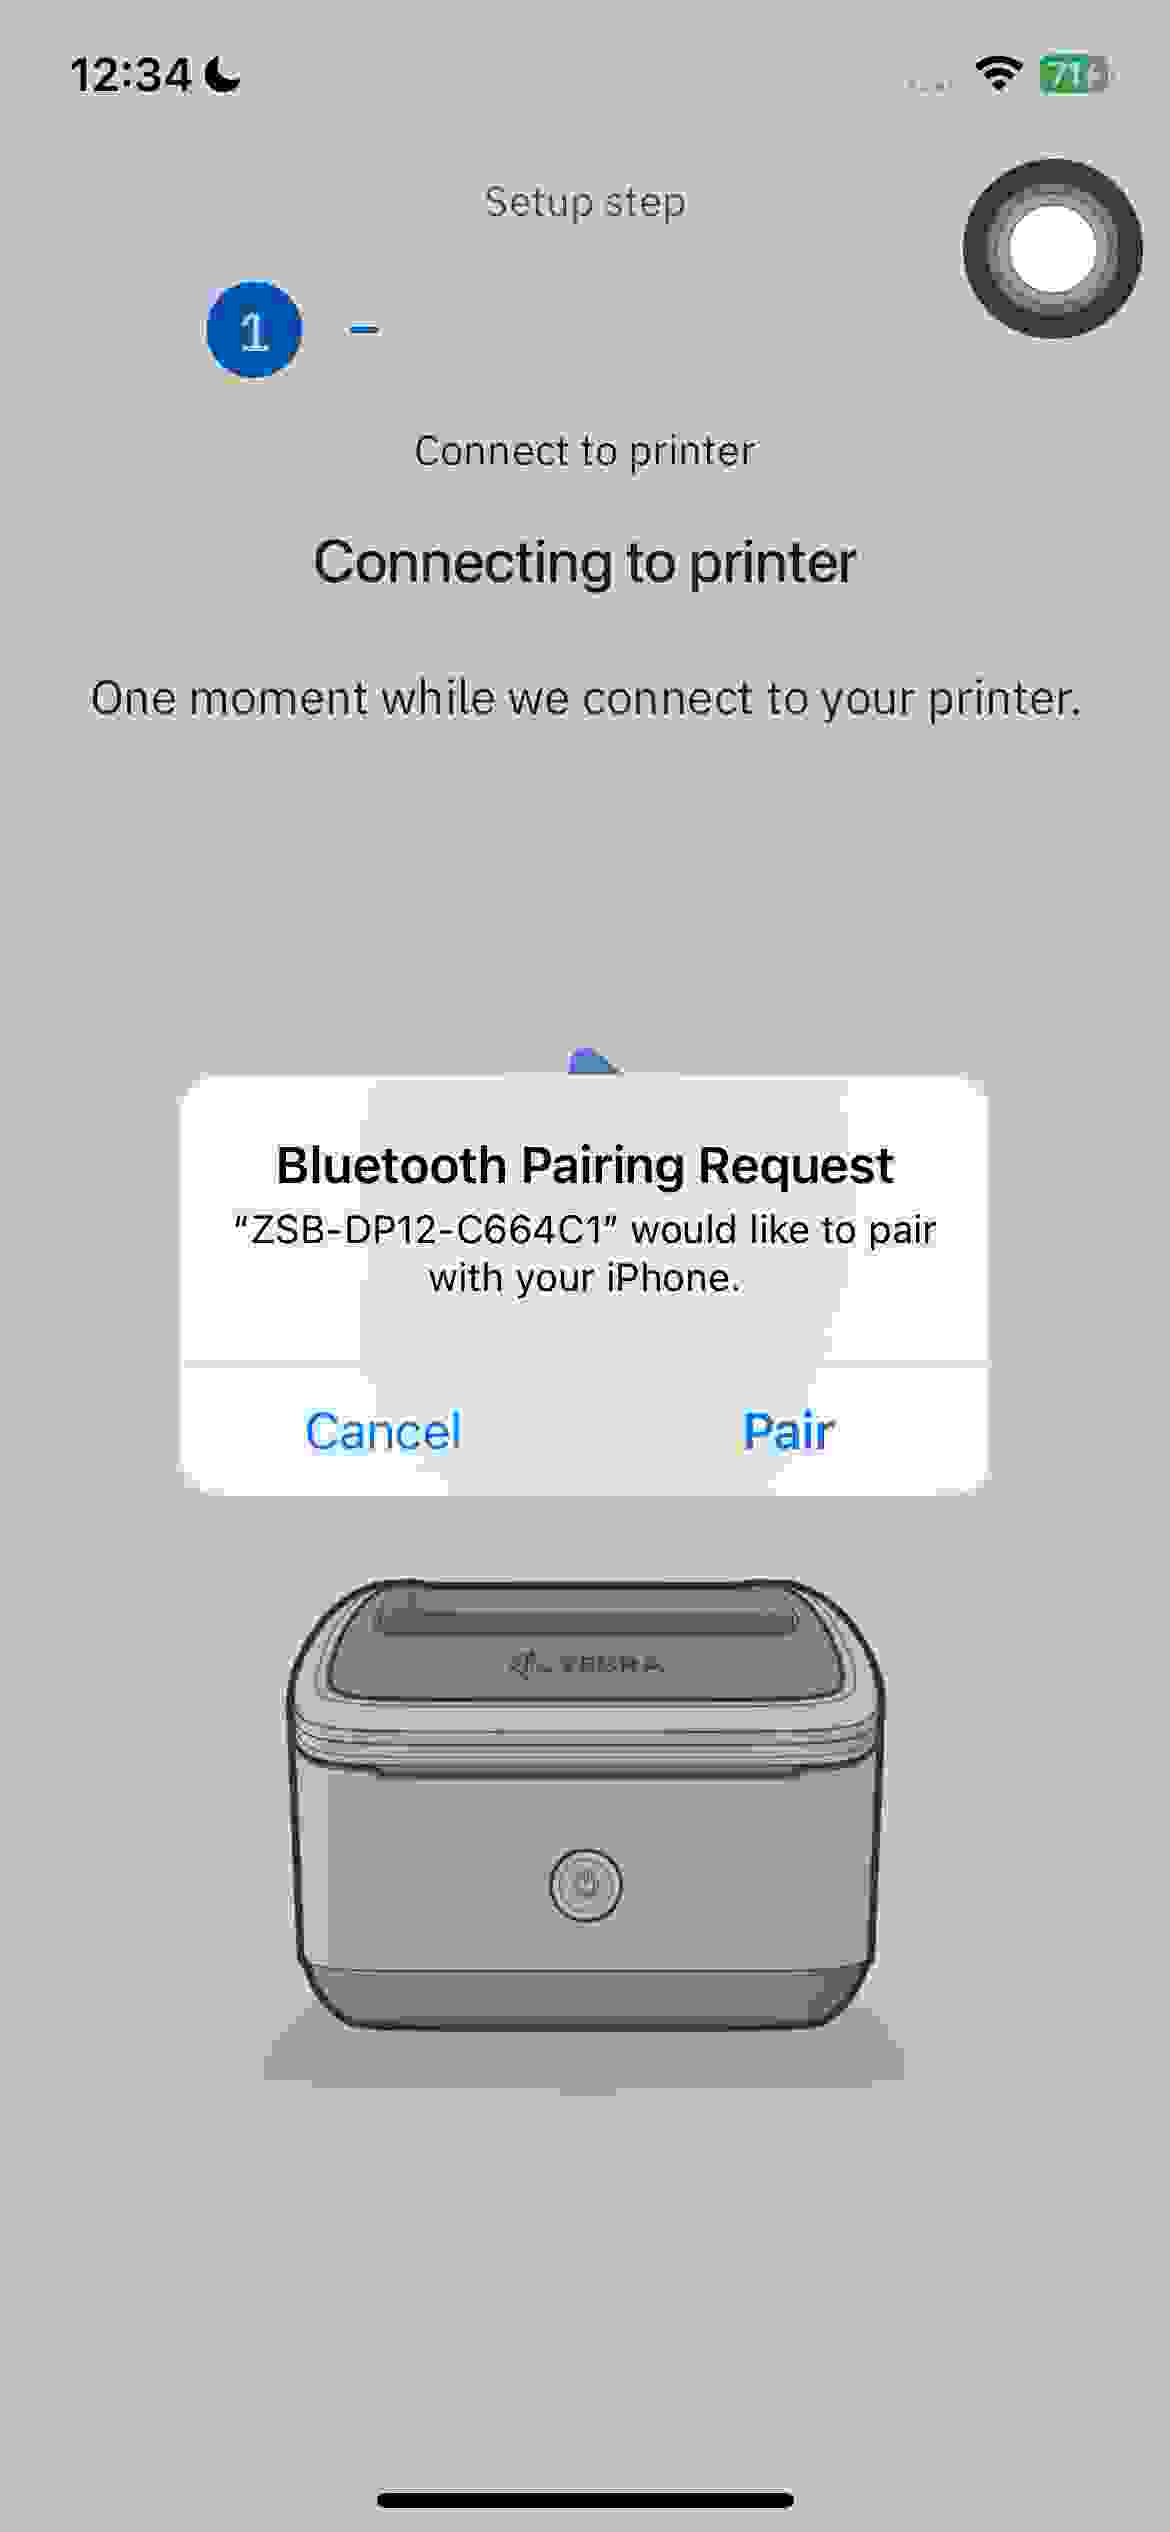 12:34
71
Setup step
1
Connect to printer
Connecting to printer
One moment while we connect to your printer.
Bluetooth Pairing Request
“ZSB-DP12-C664C1” would like to pair
with your iPhone.
Cancel
Pair
ZEBRA